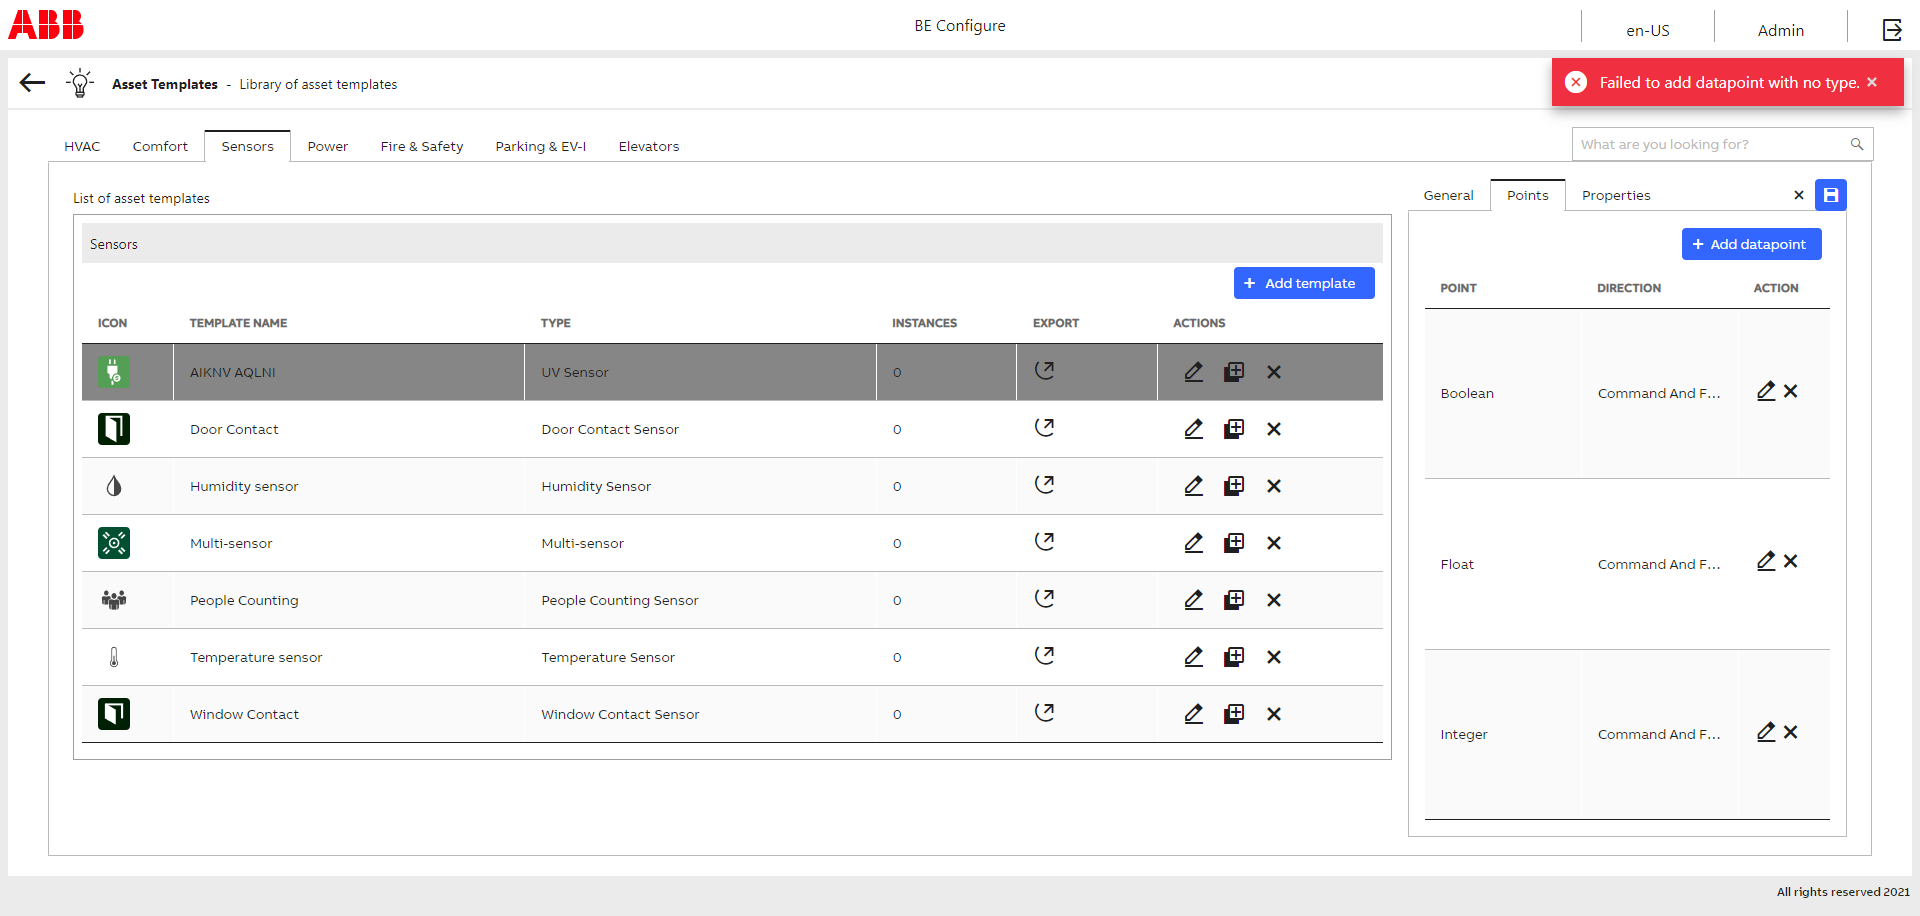 ABB
BE Configure
en-US
Admin
Asset Templates - Library of asset templates
Failed to add datapoint with no type.
HVAC
Comfort
Sensors
Power
Fire & Safety
Parking & EV-I
Elevators
What are you looking for?
List of asset templates
Sensors
+ Add template
ICON TEMPLATE NAME TYPE INSTANCES EXPORT ACTIONS
AIKNV AQLNI UV Sensor 0
Door Contact Door Contact Sensor 0
Humidity sensor Humidity Sensor 0
Multi-sensor Multi-sensor 0
People Counting People Counting Sensor 0
Temperature sensor Temperature Sensor 0
Window Contact Window Contact Sensor 0
General
Points
Properties
+ Add datapoint
POINT DIRECTION ACTION
Boolean Command And F...
Float Command And F...
Integer Command And F...
All rights reserved 2021